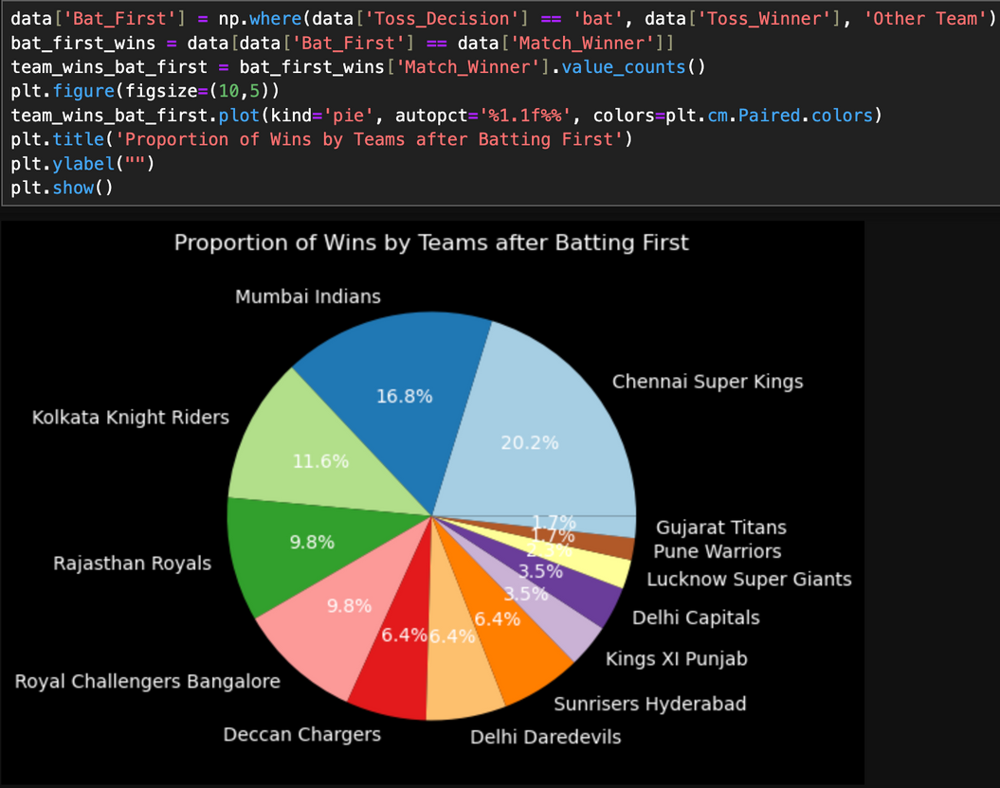 data['Bat_First'] = np.where(data['Toss_Decision'] == 'bat', data['Toss_Winner'], 'Other Team')
bat_first_wins = data[data['Bat_First'] == data['Match_Winner']]
team_wins_bat_first = bat_first_wins['Match_Winner'].value_counts()
plt.figure(figsize=(10,5))
team_wins_bat_first.plot(kind='pie', autopct='%1.1f%%', colors=plt.cm.Paired.colors)
plt.title('Proportion of Wins by Teams after Batting First')
plt.ylabel("")
plt.show()
Proportion of Wins by Teams after Batting First
Mumbai Indians
Chennai Super Kings
16.8%
Kolkata Knight Riders
20.2%
11.6%
1.7%
Gujarat Titans
1.7%
Pune Warriors
2.3%
Rajasthan Royals
9.8%
Lucknow Super Giants
3.5%
3.5%
9.8%
Delhi Capitals
6.4%
6.4%
6.4%
Kings XI Punjab
Royal Challengers Bangalore
Sunrisers Hyderabad
Deccan Chargers
Delhi Daredevils